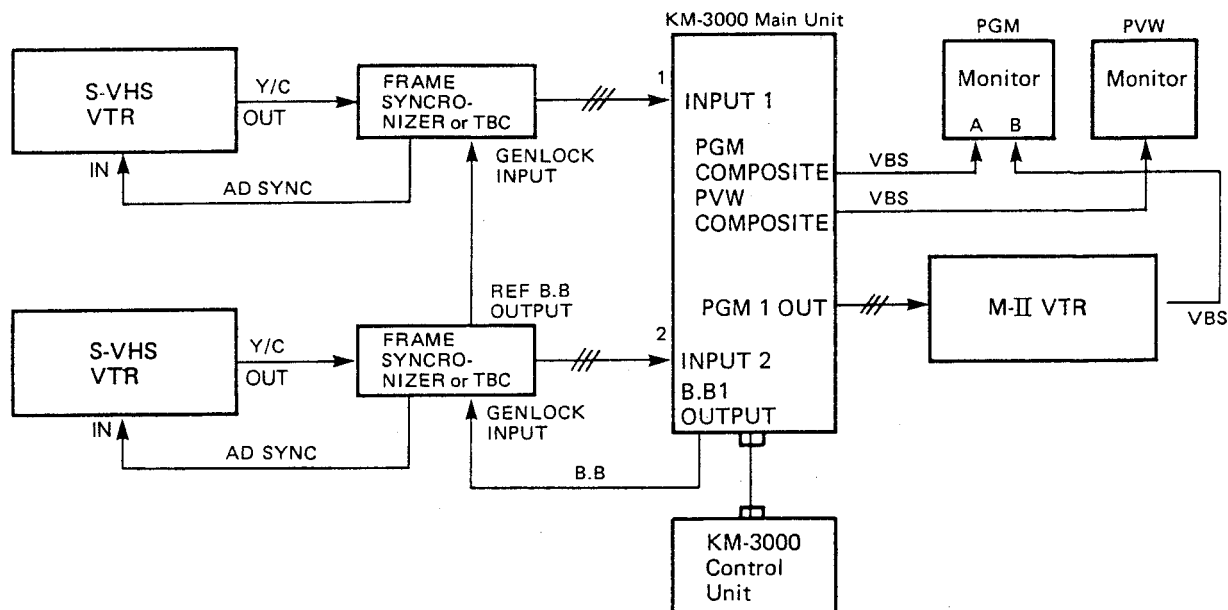 KM-3000 Main Unit
PGM
PVW
S-VHS
VTR
Y/C
OUT
IN
AD SYNC
FRAME
SYNCRO-
NIZER or TBC
GENLOCK
INPUT
1
INPUT 1
PGM
COMPOSITE
PVW
COMPOSITE
VBS
VBS
Monitor
A B
Monitor
REF B.B
OUTPUT
S-VHS
VTR
Y/C
OUT
IN
AD SYNC
FRAME
SYNCRO-
NIZER or TBC
GENLOCK
INPUT
B.B
PGM 1 OUT
2
INPUT 2
B.B1
OUTPUT
M-II VTR
VBS
KM-3000
Control
Unit